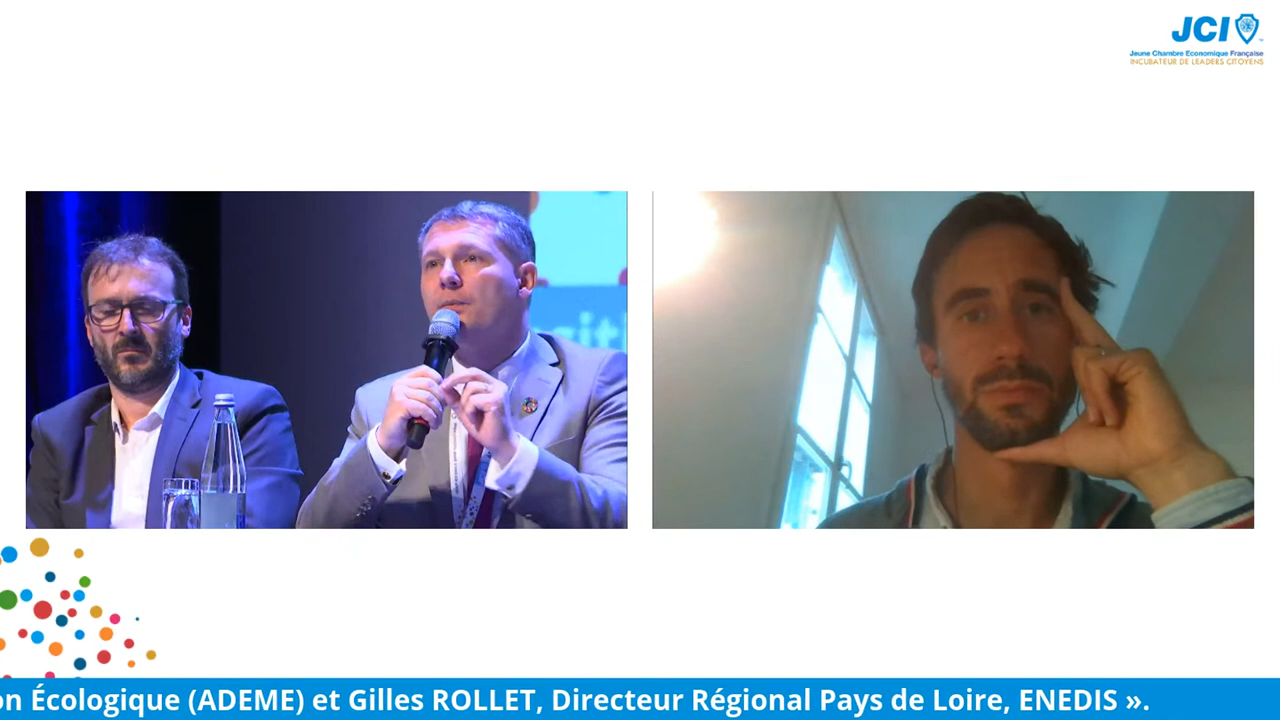 JCI
Jeune Chambre Economique Française
INCUBATEUR DE LEADERS CITOYENS
on Écologique (ADEME) et Gilles ROLLET, Directeur Régional Pays de Loire, ENEDIS ».